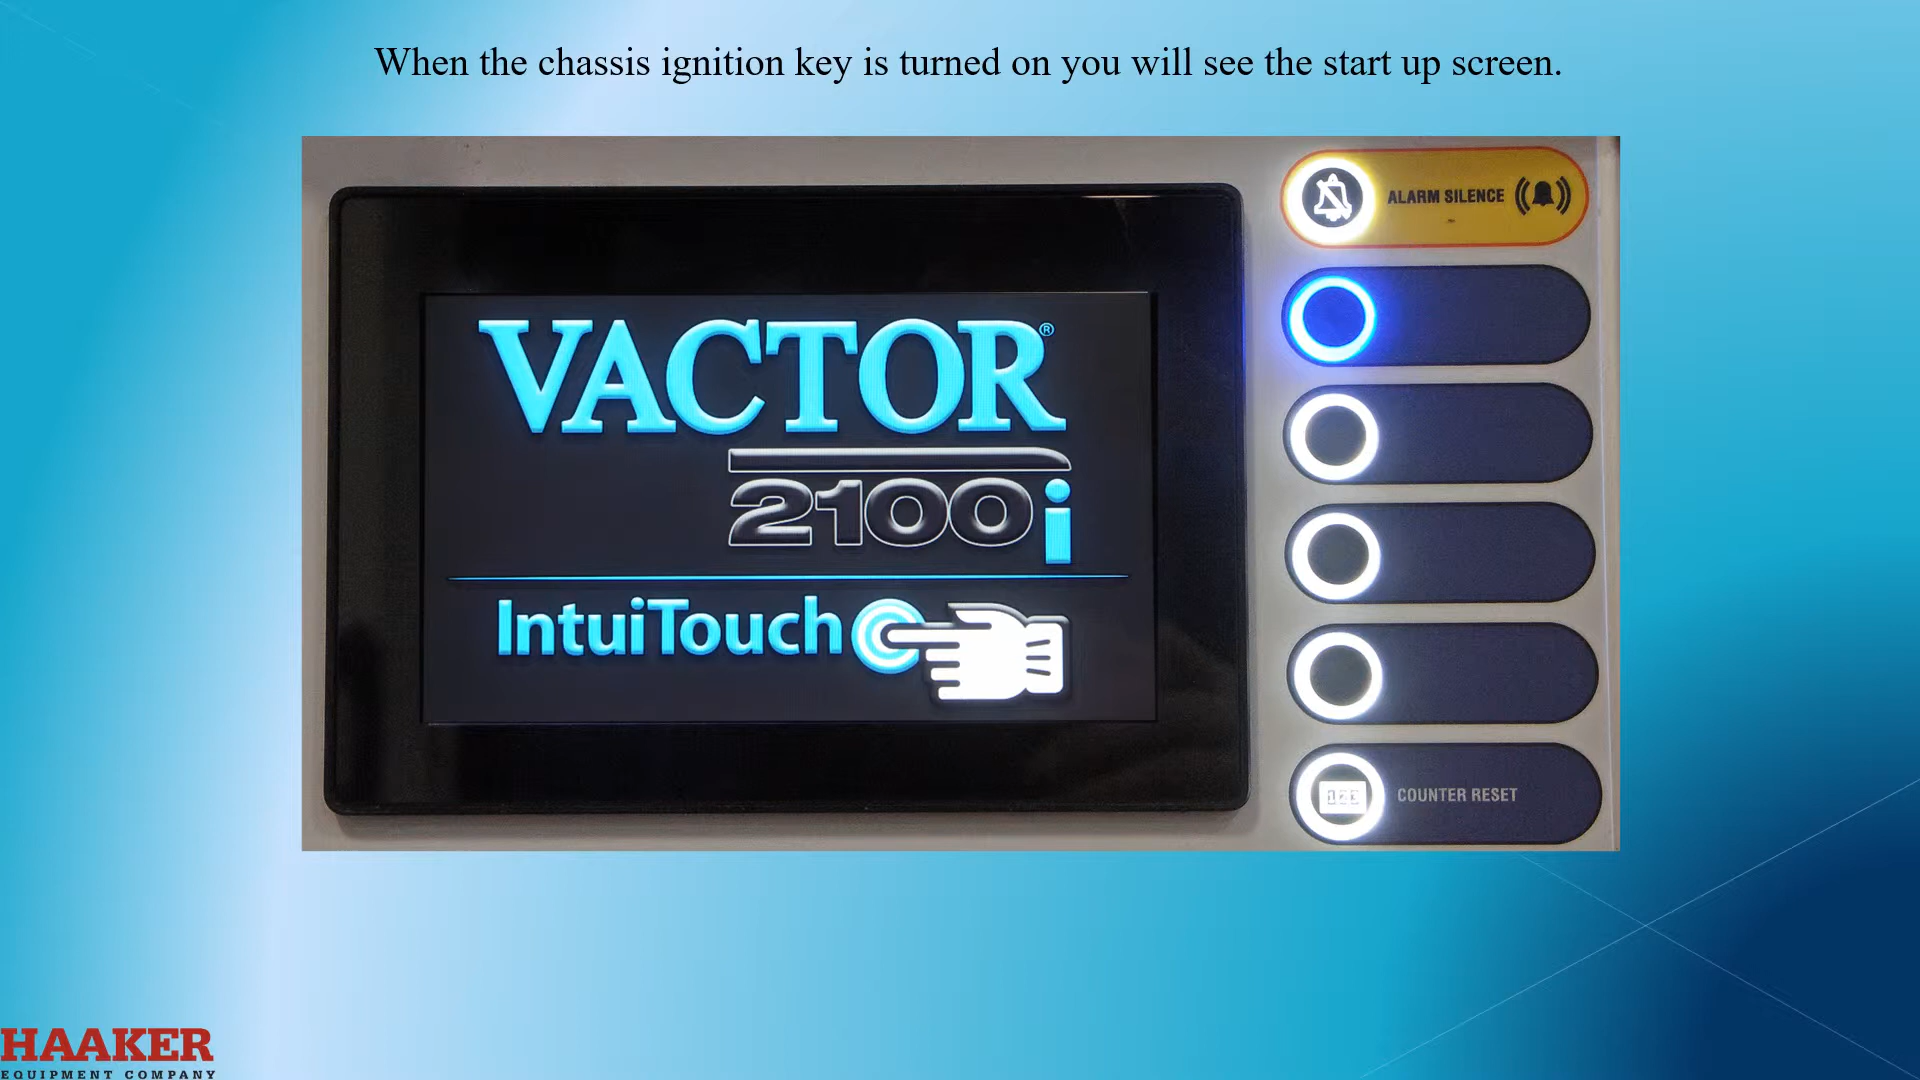 When the chassis ignition key is turned on you will see the start up screen.
ALARM SILENCE
VACTOR®
2100i
IntuiTouch
COUNTER RESET
HAAKER
EQUIPMENT COMPANY